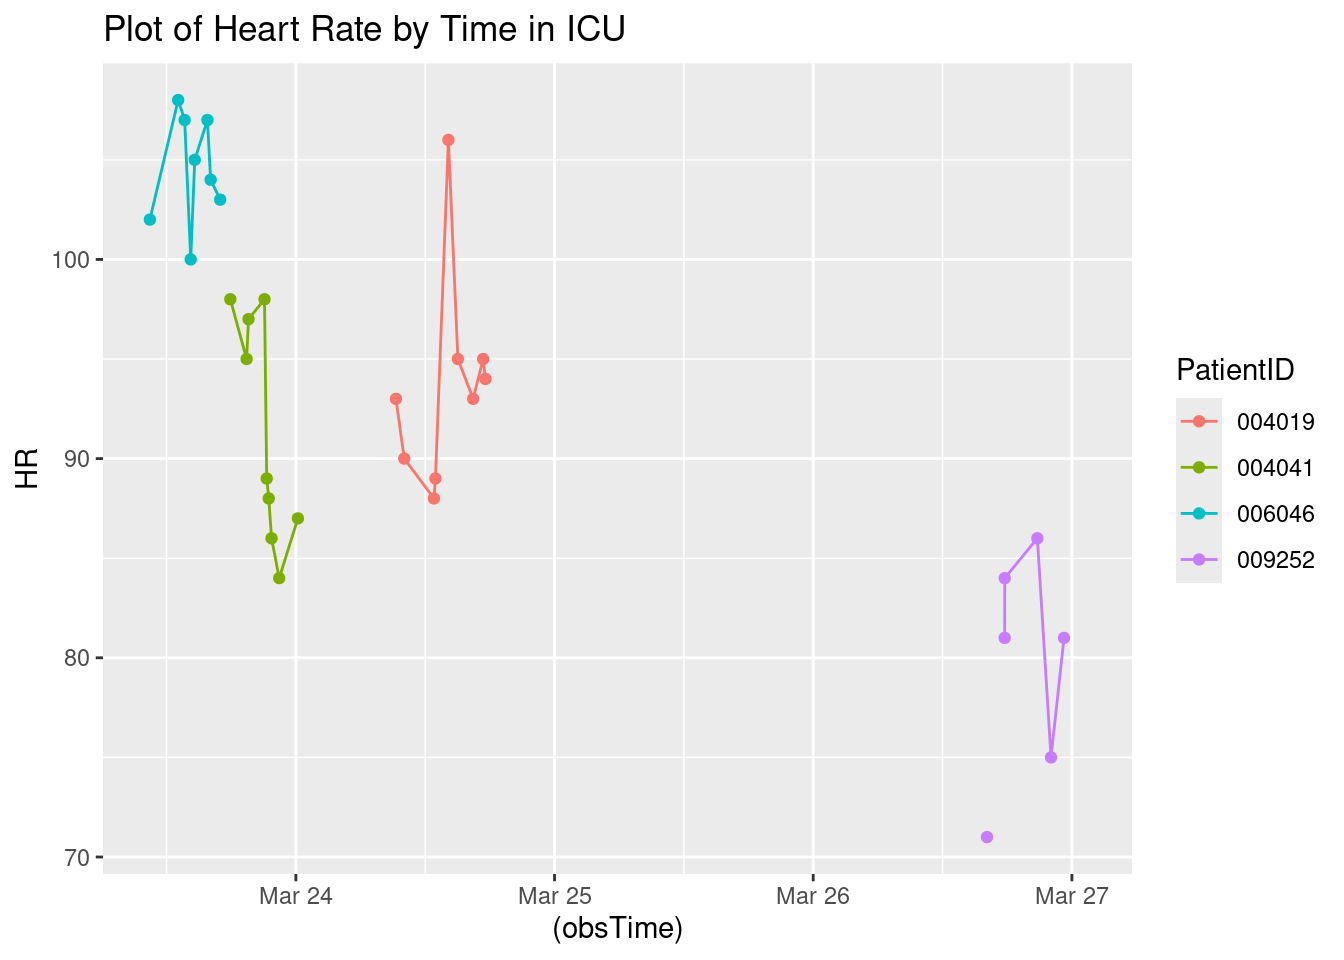 Plot of Heart Rate by Time in ICU
100
90
80
70
HR
Mar 24
Mar 25
Mar 26
Mar 27
(obsTime)
PatientID
004019
004041
006046
009252